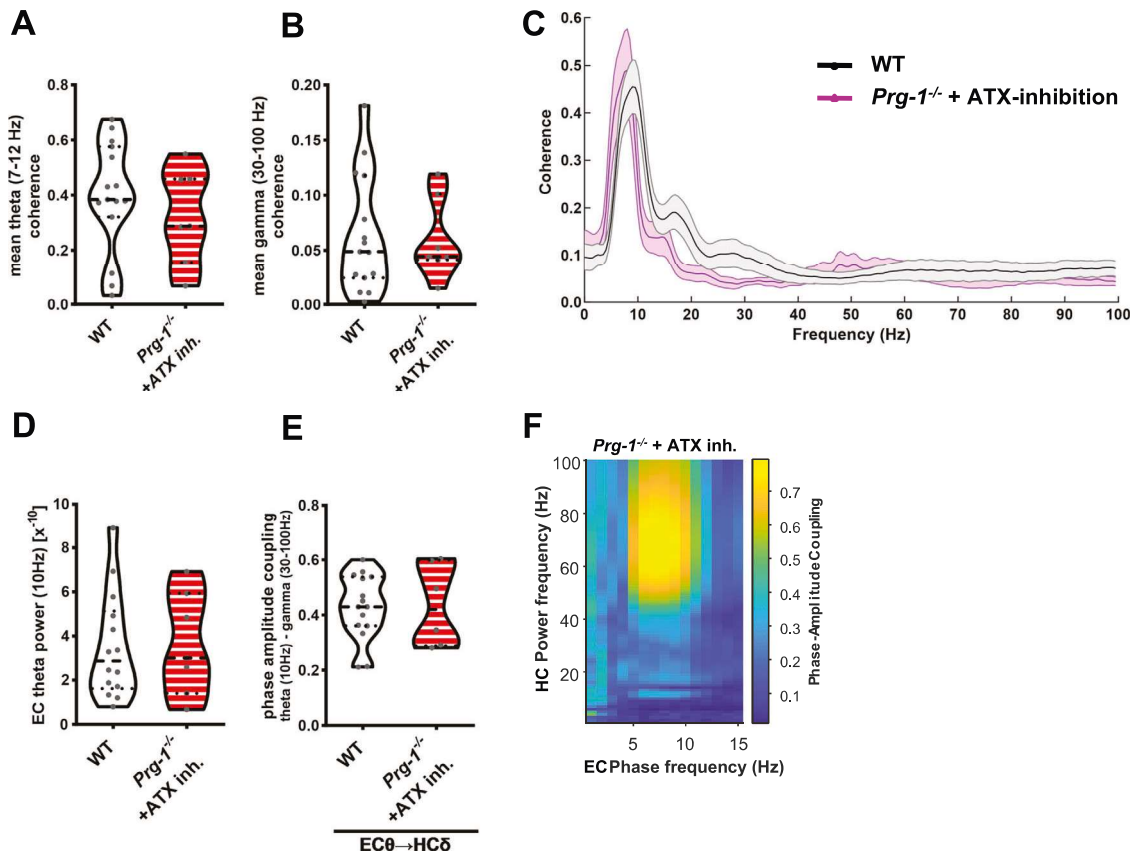 A
mean theta (7-12 Hz)
coherence
0.8
0.6
0.4
0.2
0.0
WT
Prg-1-/-
+ATX inh.
B
mean gamma (30-100 Hz)
coherence
0.20
0.15
0.10
0.05
0.00
WT
Prg-1-/-
+ATX inh.
C
Coherence
0.6
0.5
0.4
0.3
0.2
0.1
0.0
0 10 20 30 40 50 60 70 80 90 100
Frequency (Hz)
WT
Prg-1-/- + ATX-inhibition
D
EC theta power (10Hz) [x-10]
10
8
6
4
2
0
WT
Prg-1-/-
+ATX inh.
E
phase amplitude coupling
theta (10Hz) - gamma (30-100Hz)
0.8
0.6
0.4
0.2
0.0
WT
Prg-1-/-
+ATX inh.
ECθ→HCδ
F
Prg-1-/- + ATX inh.
HC Power frequency (Hz)
100
80
60
40
20
5 10 15
EC Phase frequency (Hz)
0.7
0.6
0.5
0.4
0.3
0.2
0.1
Phase-Amplitude Coupling